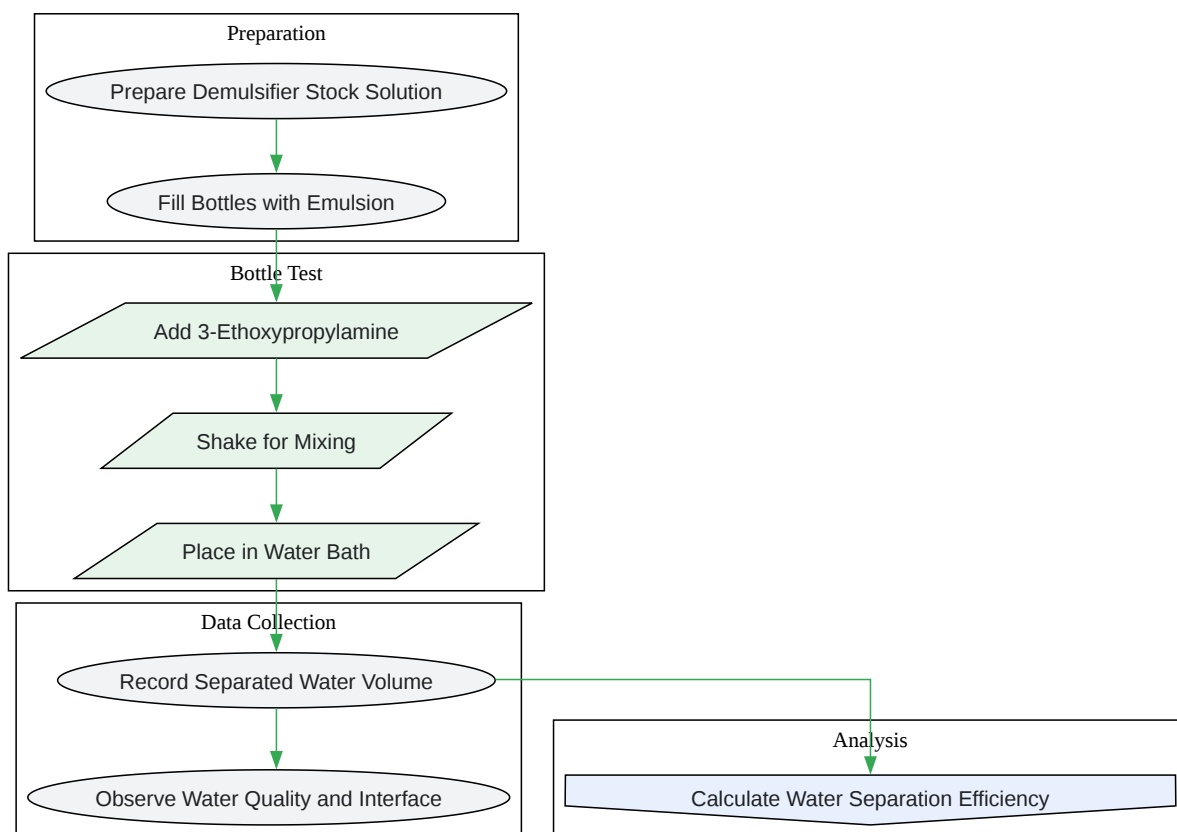 Preparation
Prepare Demulsifier Stock Solution
Fill Bottles with Emulsion
Bottle Test
Add 3-Ethoxypropylamine
Shake for Mixing
Place in Water Bath
Data Collection
Record Separated Water Volume
Observe Water Quality and Interface
Analysis
Calculate Water Separation Efficiency